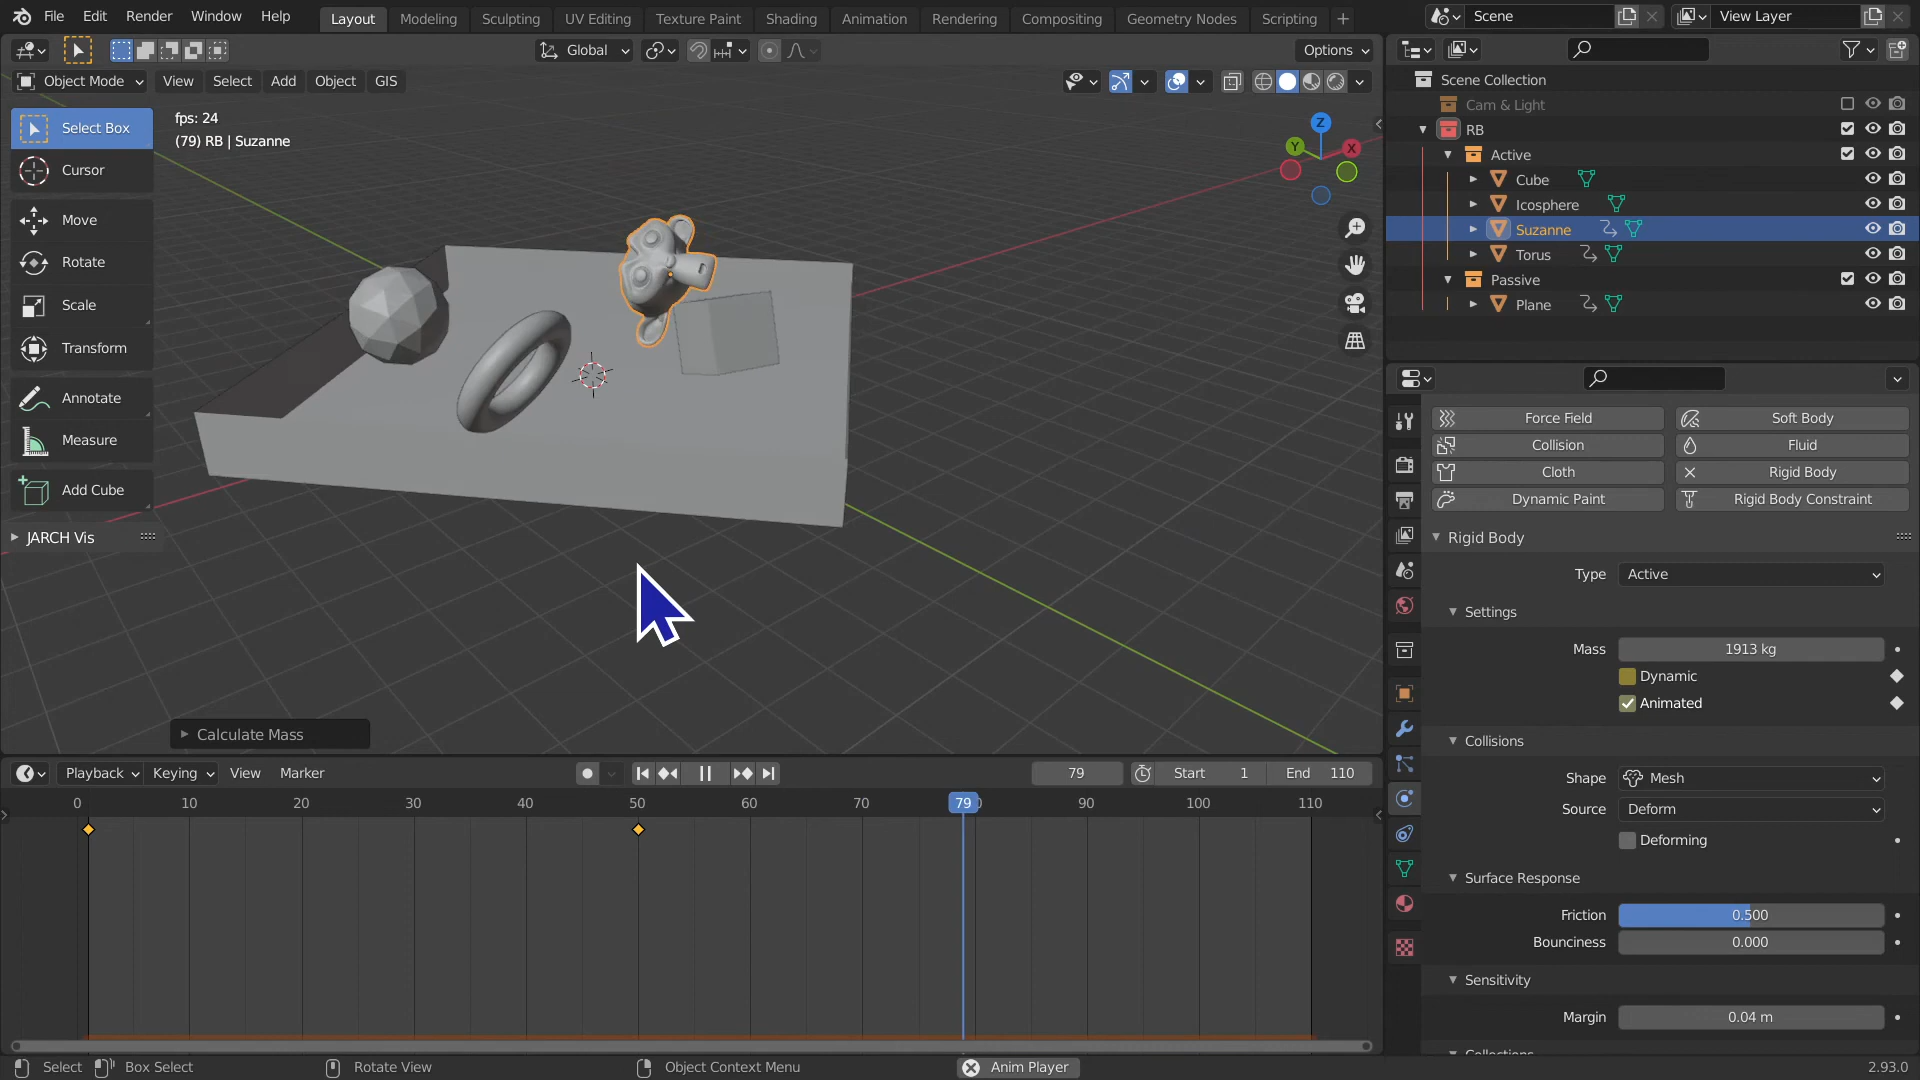 File Edit Render Window Help Layout Modeling Sculpting UV Editing Texture Paint Shading Animation Rendering Compositing Geometry Nodes Scripting + Scene View Layer
Global Options
Object Mode View Select Add Object GIS
Select Box
Cursor
Move
Rotate
Scale
Transform
Annotate
Measure
Add Cube
JARCH Vis
fps: 24
(79) RB | Suzanne
Z
Y
X
Calculate Mass
Scene Collection
Cam & Light
RB
Active
Cube
Icosphere
Suzanne
Torus
Passive
Plane
Force Field Soft Body
Collision Fluid
Cloth Rigid Body
Dynamic Paint Rigid Body Constraint
Rigid Body
Type Active
Settings
Mass 1913 kg
Dynamic
Animated
Collisions
Shape Mesh
Source Deform
Deforming
Surface Response
Friction 0.500
Bounciness 0.000
Sensitivity
Margin 0.04 m
Collections
Playback Keying View Marker 79 Start 1 End 110
0 10 20 30 40 50 60 70 79 90 100 110
Select Box Select Rotate View Object Context Menu Anim Player 2.93.0